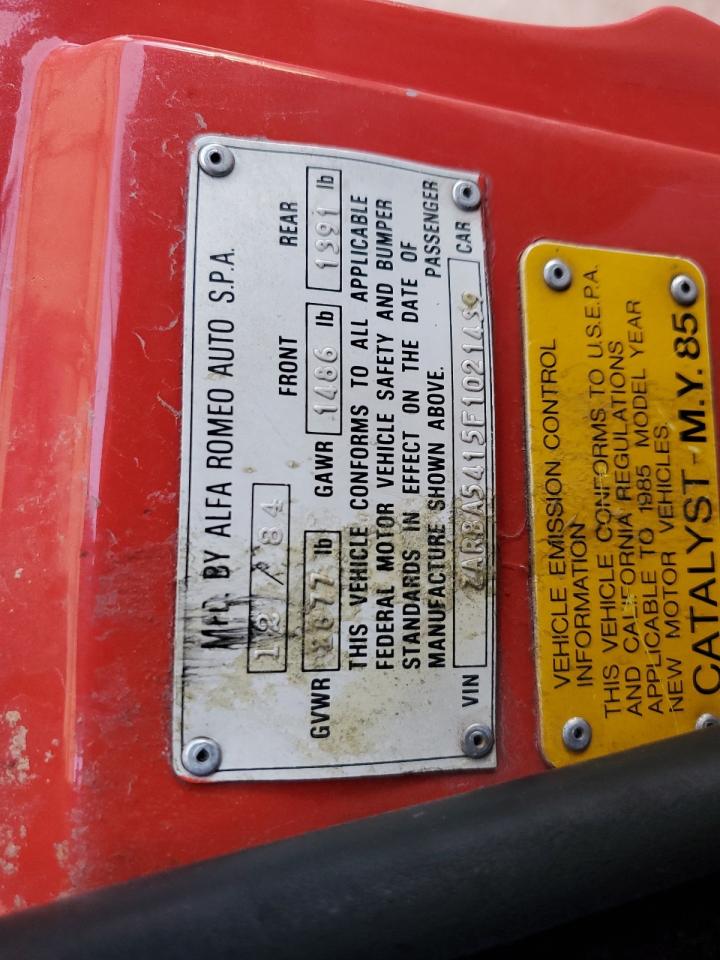 MFD. BY ALFA ROMEO AUTO S.P.A.
12 / 84 FRONT REAR
GVWR 2877 lb GAWR 1486 lb 1391 lb
THIS VEHICLE CONFORMS TO ALL APPLICABLE
FEDERAL MOTOR VEHICLE SAFETY AND BUMPER
STANDARDS IN EFFECT ON THE DATE OF
MANUFACTURE SHOWN ABOVE. PASSENGER
VIN ZARBA5415F1021439 CAR
VEHICLE EMISSION CONTROL
INFORMATION
THIS VEHICLE CONFORMS TO U.S.E.P.A.
AND CALIFORNIA REGULATIONS
APPLICABLE TO 1985 MODEL YEAR
NEW MOTOR VEHICLES.
CATALYST - M.Y. 85